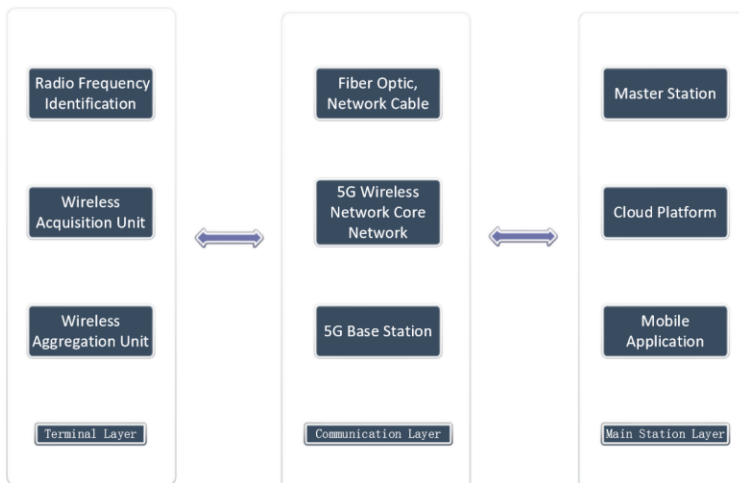 Radio Frequency
Identification
Wireless
Acquisition Unit
Wireless
Aggregation Unit
Terminal Layer
Fiber Optic,
Network Cable
5G Wireless
Network Core
Network
5G Base Station
Communication Layer
Master Station
Cloud Platform
Mobile
Application
Main Station Layer